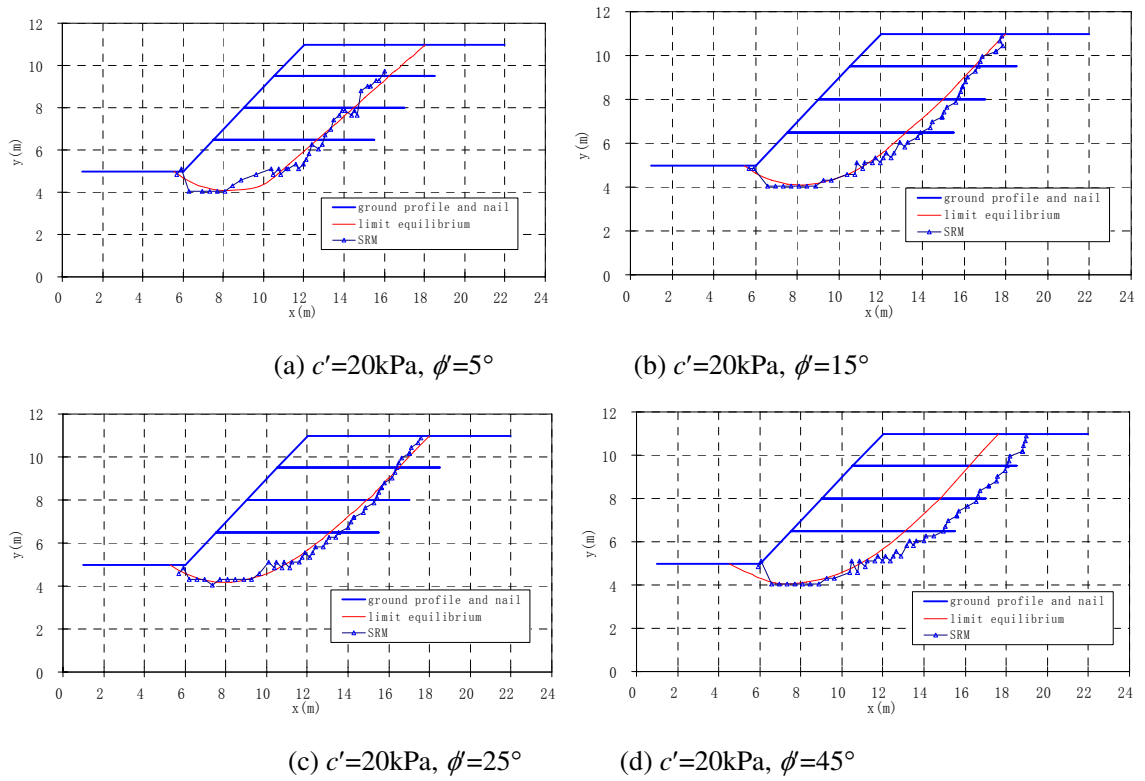 12
10
8
6
4
2
0
y(m)
0 2 4 6 8 10 12 14 16 18 20 22 24
x(m)
ground profile and nail
limit equilibrium
SRM
12
10
8
6
4
2
0
y(m)
0 2 4 6 8 10 12 14 16 18 20 22 24
x(m)
ground profile and nail
limit equilibrium
SRM
(a) c′=20kPa, ϕ′=5°
(b) c′=20kPa, ϕ′=15°
12
10
8
6
4
2
0
y(m)
0 2 4 6 8 10 12 14 16 18 20 22 24
x(m)
ground profile and nail
limit equilibrium
SRM
12
10
8
6
4
2
0
y(m)
0 2 4 6 8 10 12 14 16 18 20 22 24
x(m)
ground profile and nail
limit equilibrium
SRM
(c) c′=20kPa, ϕ′=25°
(d) c′=20kPa, ϕ′=45°